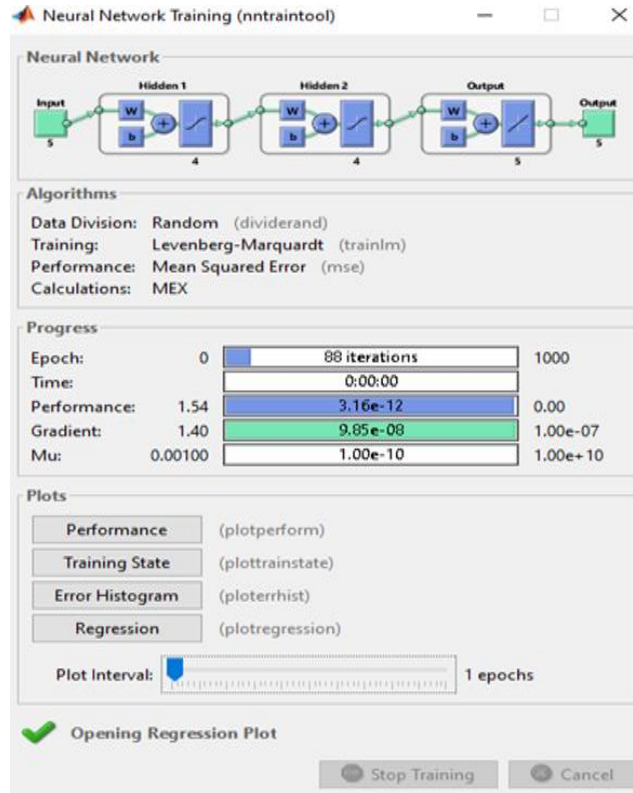 Neural Network Training (nntraintool)
Neural Network
Hidden 1 Hidden 2 Output
Input W b + W b + W b + Output
5 4 4 5 5
Algorithms
Data Division: Random (dividerand)
Training: Levenberg-Marquardt (trainlm)
Performance: Mean Squared Error (mse)
Calculations: MEX
Progress
Epoch: 0 88 iterations 1000
Time: 0:00:00
Performance: 1.54 3.16e-12 0.00
Gradient: 1.40 9.85e-08 1.00e-07
Mu: 0.00100 1.00e-10 1.00e+10
Plots
Performance (plotperform)
Training State (plottrainstate)
Error Histogram (ploterrhist)
Regression (plotregression)
Plot Interval: 1 epochs
Opening Regression Plot
Stop Training Cancel